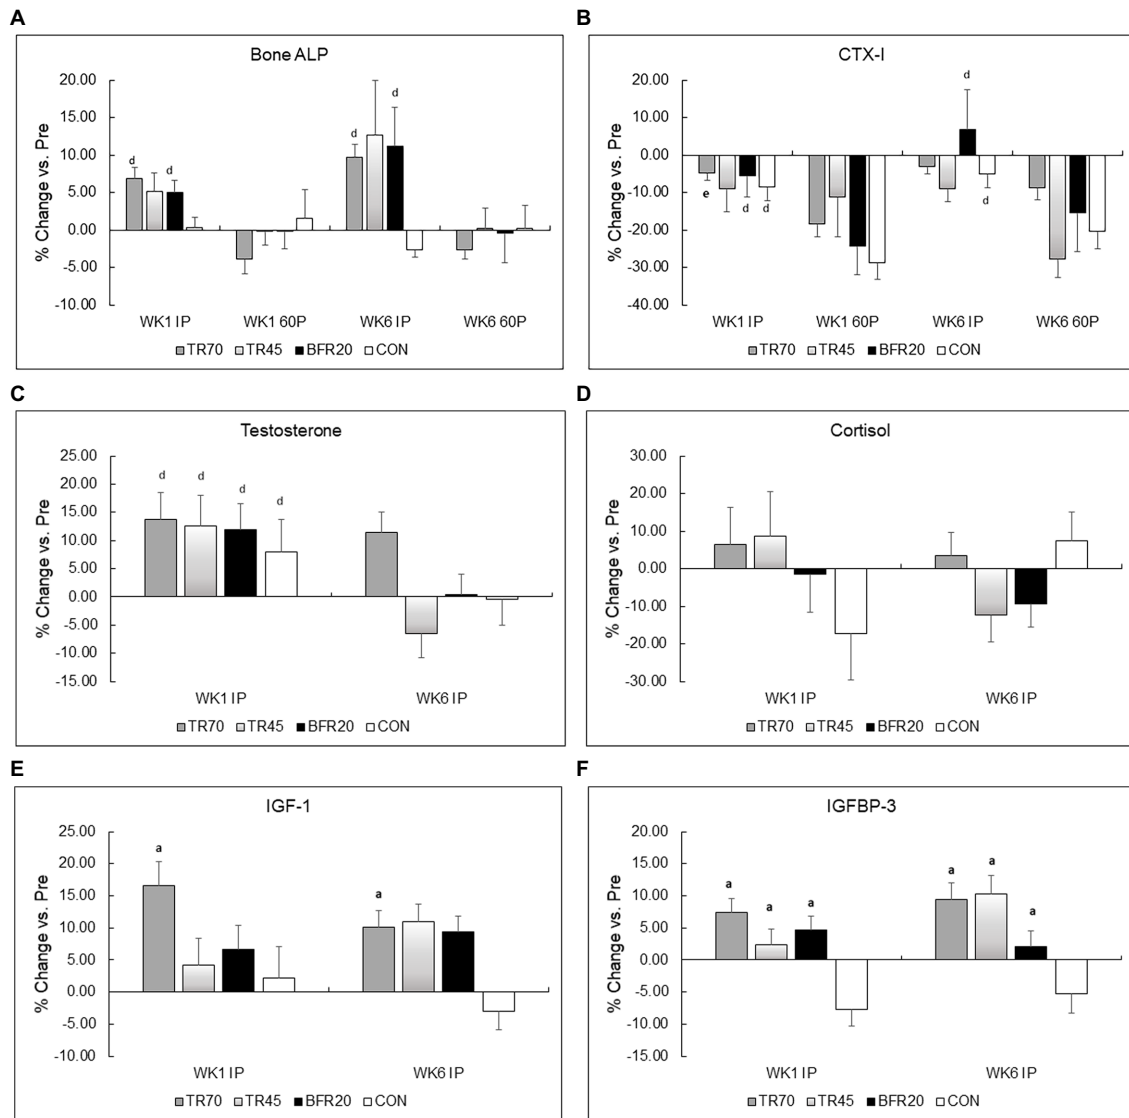 A
Bone ALP
% Change vs. Pre
20.00
15.00
10.00
5.00
0.00
-5.00
-10.00
d
d
d
d
WK1 IP
WK1 60P
WK6 IP
WK6 60P
TR70 TR45 BFR20 CON
B
CTX-I
% Change vs. Pre
20.00
10.00
0.00
-10.00
-20.00
-30.00
-40.00
d
e
d
d
d
WK1 IP
WK1 60P
WK6 IP
WK6 60P
TR70 TR45 BFR20 CON
C
Testosterone
% Change vs. Pre
25.00
20.00
15.00
10.00
5.00
0.00
-5.00
-10.00
-15.00
d
d
d
d
WK1 IP
WK6 IP
TR70 TR45 BFR20 CON
D
Cortisol
% Change vs. Pre
30.00
20.00
10.00
0.00
-10.00
-20.00
-30.00
WK1 IP
WK6 IP
TR70 TR45 BFR20 CON
E
IGF-1
% Change vs. Pre
25.00
20.00
15.00
10.00
5.00
0.00
-5.00
-10.00
a
a
WK1 IP
WK6 IP
TR70 TR45 BFR20 CON
F
IGFBP-3
% Change vs. Pre
20.00
15.00
10.00
5.00
0.00
-5.00
-10.00
-15.00
a
a
a
a
a
a
WK1 IP
WK6 IP
TR70 TR45 BFR20 CON